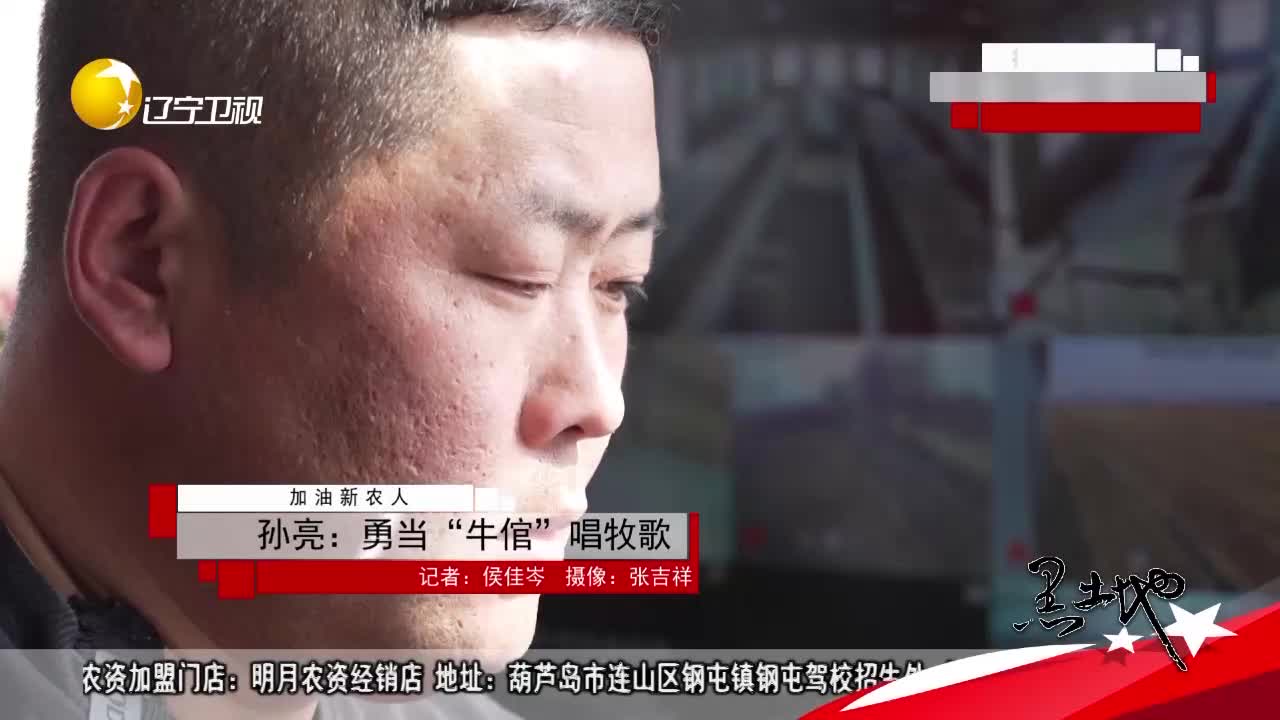 辽宁卫视
加油新农人
孙亮：勇当“牛倌”唱牧歌
记者：侯佳岑 摄像：张吉祥
黑土地
农资加盟门店：明月农资经销店 地址：葫芦岛市连山区钢屯镇钢屯驾校招生处